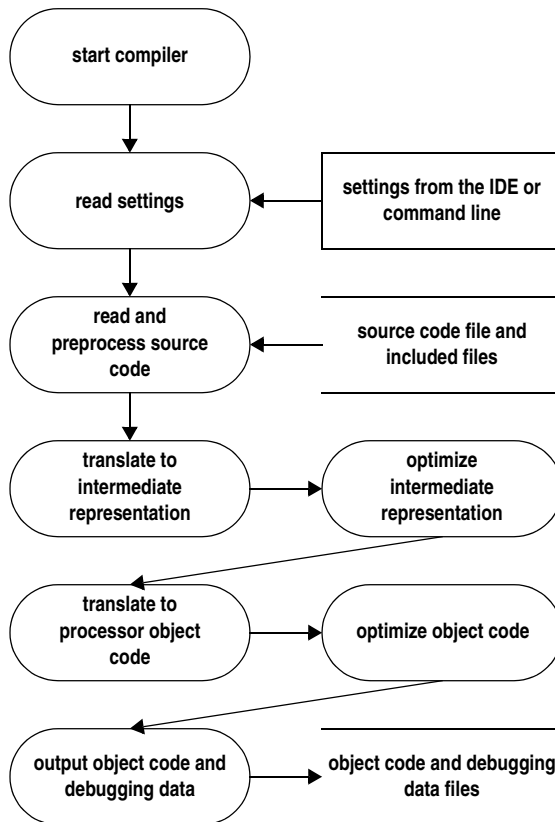 start compiler
read settings
settings from the IDE or
command line
read and
preprocess source
code
source code file and
included files
translate to
intermediate
representation
optimize
intermediate
representation
translate to
processor object
code
optimize object code
output object code and
debugging data
object code and debugging
data files